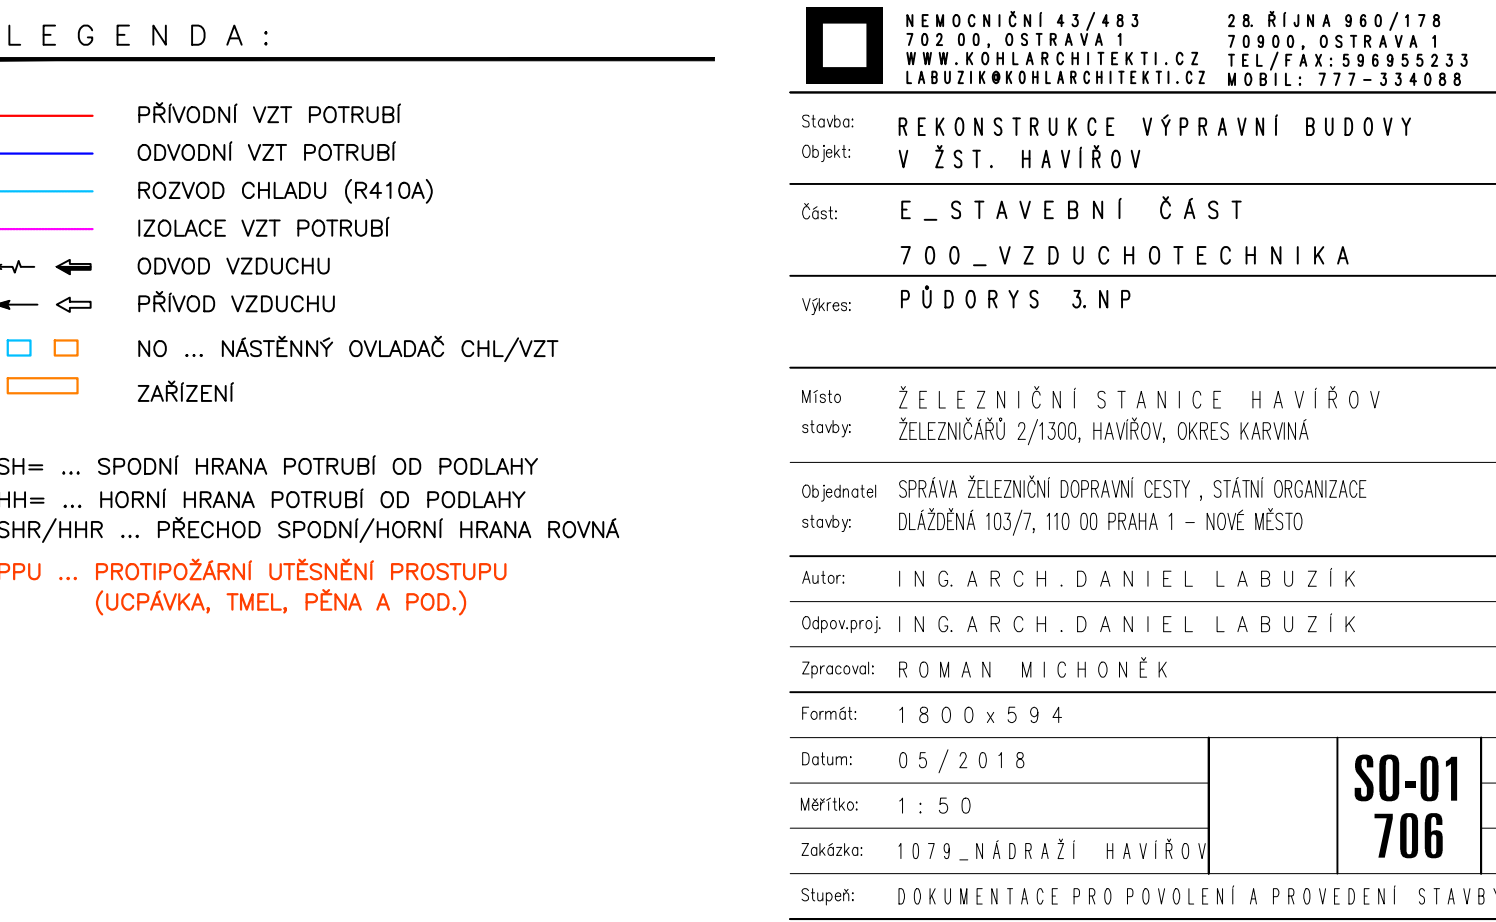 LEGENDA:
PŘÍVODNÍ VZT POTRUBÍ
ODVODNÍ VZT POTRUBÍ
ROZVOD CHLADU (R410A)
IZOLACE VZT POTRUBÍ
ODVOD VZDUCHU
PŘÍVOD VZDUCHU
NO ... NÁSTĚNNÝ OVLADAČ CHL/VZT
ZAŘÍZENÍ
SH= ... SPODNÍ HRANA POTRUBÍ OD PODLAHY
HH= ... HORNÍ HRANA POTRUBÍ OD PODLAHY
SHR/HHR ... PŘECHOD SPODNÍ/HORNÍ HRANA ROVNÁ
PPU ... PROTIPOŽÁRNÍ UTĚSNĚNÍ PROSTUPU
(UCPÁVKA, TMEL, PĚNA A POD.)
NEMOCNIČNÍ 43/483
702 00, OSTRAVA 1
WWW.KOHLARCHITEKTI.CZ
LABUZIK@KOHLARCHITEKTI.CZ
28. ŘÍJNA 960/178
70900, OSTRAVA 1
TEL/FAX:596955233
MOBIL: 777-334088
Stavba: REKONSTRUKCE VÝPRAVNÍ BUDOVY
Objekt: V ŽST. HAVÍŘOV
Část: E_STAVEBNÍ ČÁST
700_VZDUCHOTECHNIKA
Výkres: PŮDORYS 3.NP
Místo ŽELEZNIČNÍ STANICE HAVÍŘOV
stavby: ŽELEZNIČÁŘŮ 2/1300, HAVÍŘOV, OKRES KARVINÁ
Objednatel SPRÁVA ŽELEZNIČNÍ DOPRAVNÍ CESTY , STÁTNÍ ORGANIZACE
stavby: DLÁŽDĚNÁ 103/7, 110 00 PRAHA 1 – NOVÉ MĚSTO
Autor: ING. ARCH. DANIEL LABUZÍK
Odpov.proj. ING. ARCH. DANIEL LABUZÍK
Zpracoval: ROMAN MICHONĚK
Formát: 1800x594
Datum: 05/2018
Měřítko: 1:50
Zakázka: 1079_NÁDRAŽÍ HAVÍŘOV
SO-01
706
Stupeň: DOKUMENTACE PRO POVOLENÍ A PROVEDENÍ STAVBY